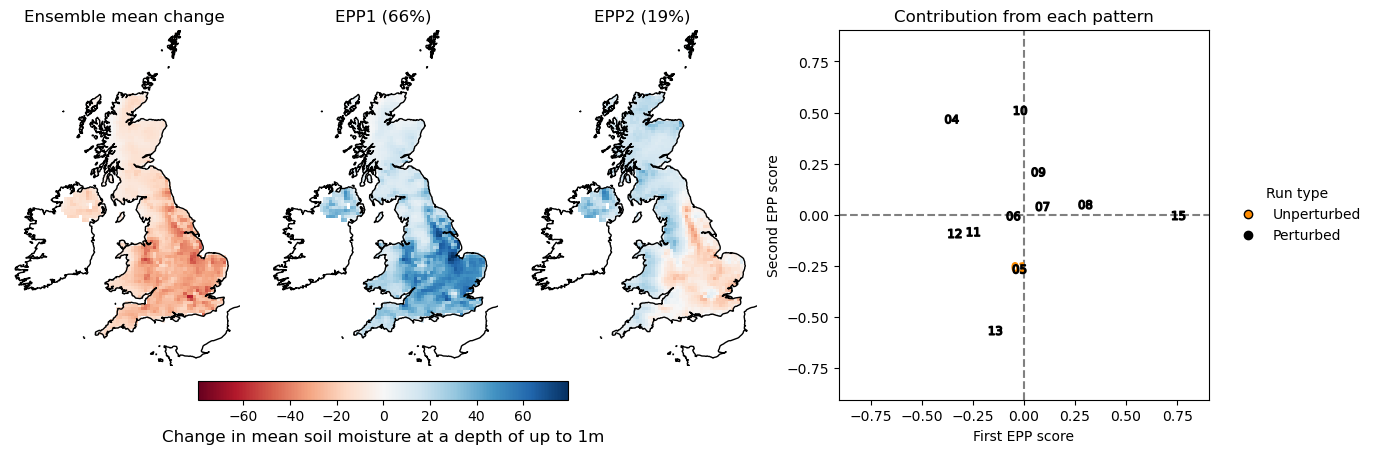 Ensemble mean change
EPP1 (66%)
EPP2 (19%)
Contribution from each pattern
−60 −40 −20 0 20 40 60
Change in mean soil moisture at a depth of up to 1m
Second EPP score
0.75
0.50
0.25
0.00
−0.25
−0.50
−0.75
10
04
09
08
07
06
15
12 11
05
13
−0.75 −0.50 −0.25 0.00 0.25 0.50 0.75
First EPP score
Run type
Unperturbed
Perturbed